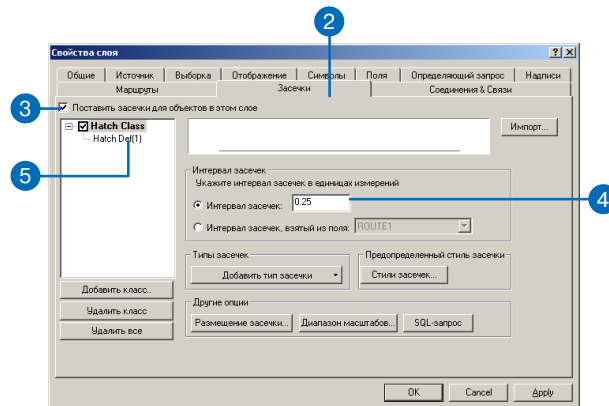 2
Свойства слоя
Общие Источник Выборка Отображение Символы Поля Определяющий запрос Надписи
Маршруты Засечки Соединения & Связи
3
Поставить засечки для объектов в этом слое
Hatch Class
Hatch Def(1)
Импорт...
5
Интервал засечек
Укажите интервал засечек в единицах измерений
Интервал засечек: 0.25
4
Интервал засечек, взятый из поля: ROUTE1
Типы засечек
Добавить тип засечки
Предопределенный стиль засечки
Стили засечек...
Добавить класс..
Удалить класс
Удалить все
Другие опции
Размещение засечки... Диапазон масштабов... SQL-запрос
OK Cancel Apply